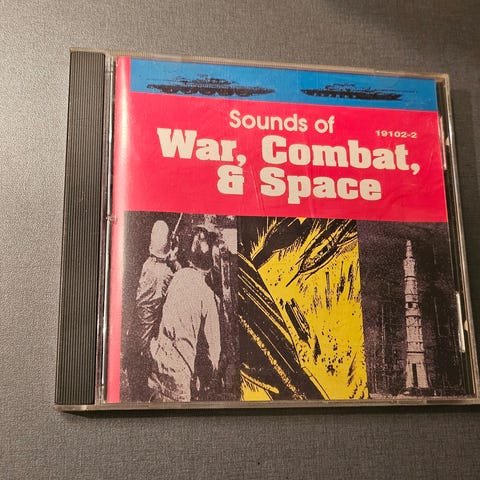 Sounds of
19102-2
War, Combat,
& Space